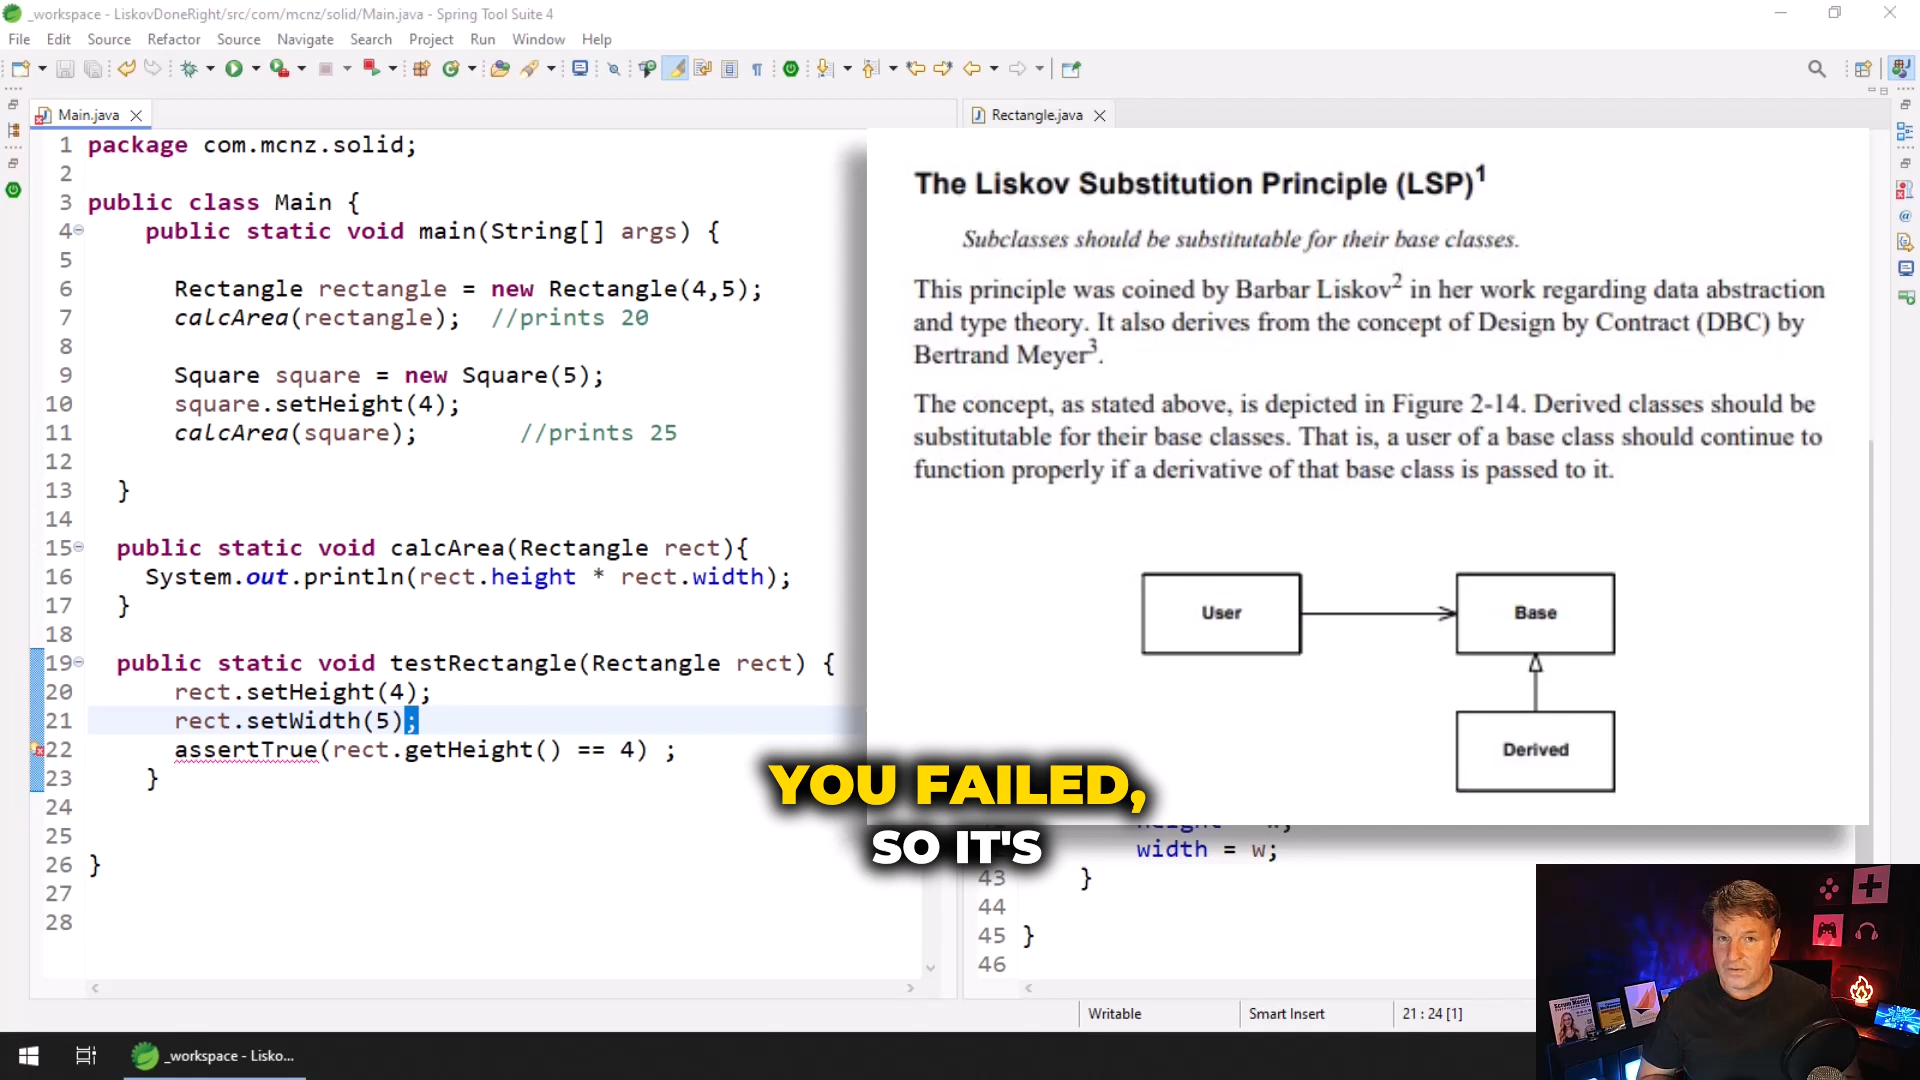 _workspace - LiskovDoneRight/src/com/mcnz/solid/Main.java - Spring Tool Suite 4
File Edit Source Refactor Source Navigate Search Project Run Window Help
Main.java
1 package com.mcnz.solid;
2
3 public class Main {
4 public static void main(String[] args) {
5
6 Rectangle rectangle = new Rectangle(4,5);
7 calcArea(rectangle); //prints 20
8
9 Square square = new Square(5);
10 square.setHeight(4);
11 calcArea(square); //prints 25
12
13 }
14
15 public static void calcArea(Rectangle rect){
16 System.out.println(rect.height * rect.width);
17 }
18
19 public static void testRectangle(Rectangle rect) {
20 rect.setHeight(4);
21 rect.setWidth(5);
22 assertTrue(rect.getHeight() == 4) ;
23 }
24
25
26 }
27
28
Rectangle.java
The Liskov Substitution Principle (LSP)1
Subclasses should be substitutable for their base classes.
This principle was coined by Barbar Liskov2 in her work regarding data abstraction
and type theory. It also derives from the concept of Design by Contract (DBC) by
Bertrand Meyer3.
The concept, as stated above, is depicted in Figure 2-14. Derived classes should be
substitutable for their base classes. That is, a user of a base class should continue to
function properly if a derivative of that base class is passed to it.
User
Base
Derived
width = w;
43 }
44
45 }
46
YOU FAILED,
SO IT'S
Writable
Smart Insert
21 : 24 [1]
_workspace - Lisko...